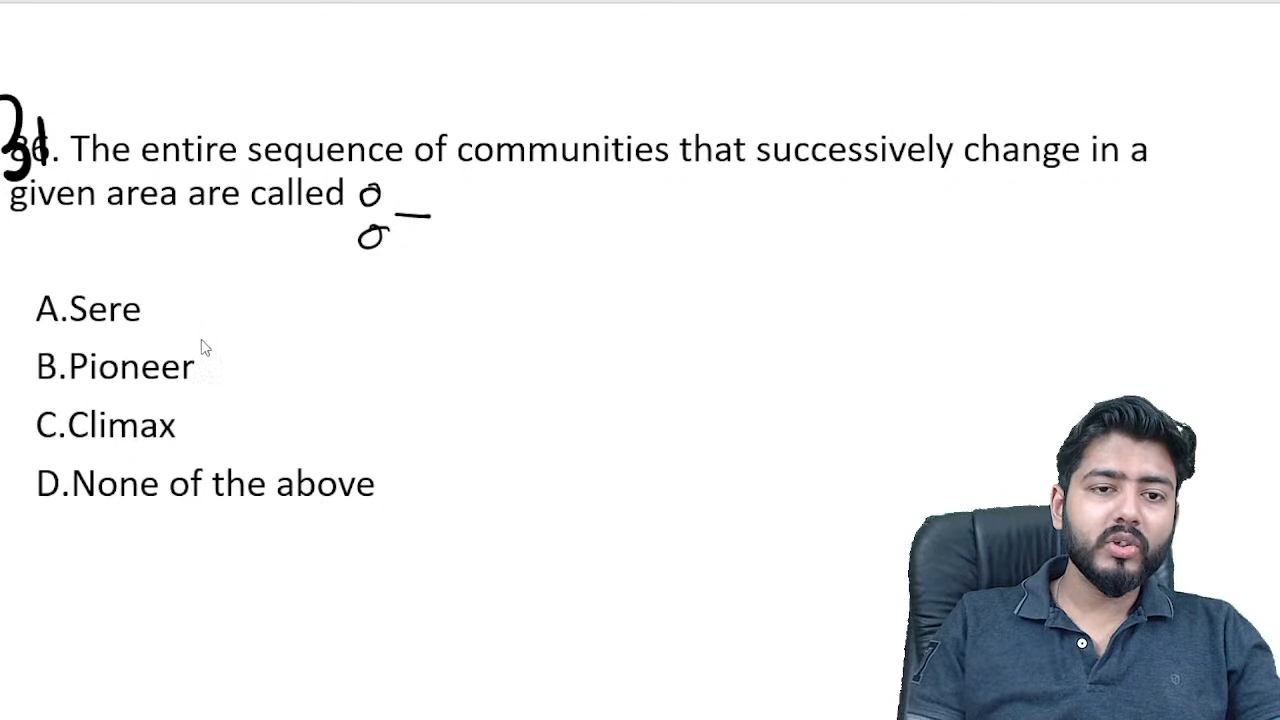 31
36. The entire sequence of communities that successively change in a
given area are called
A.Sere
B.Pioneer
C.Climax
D.None of the above